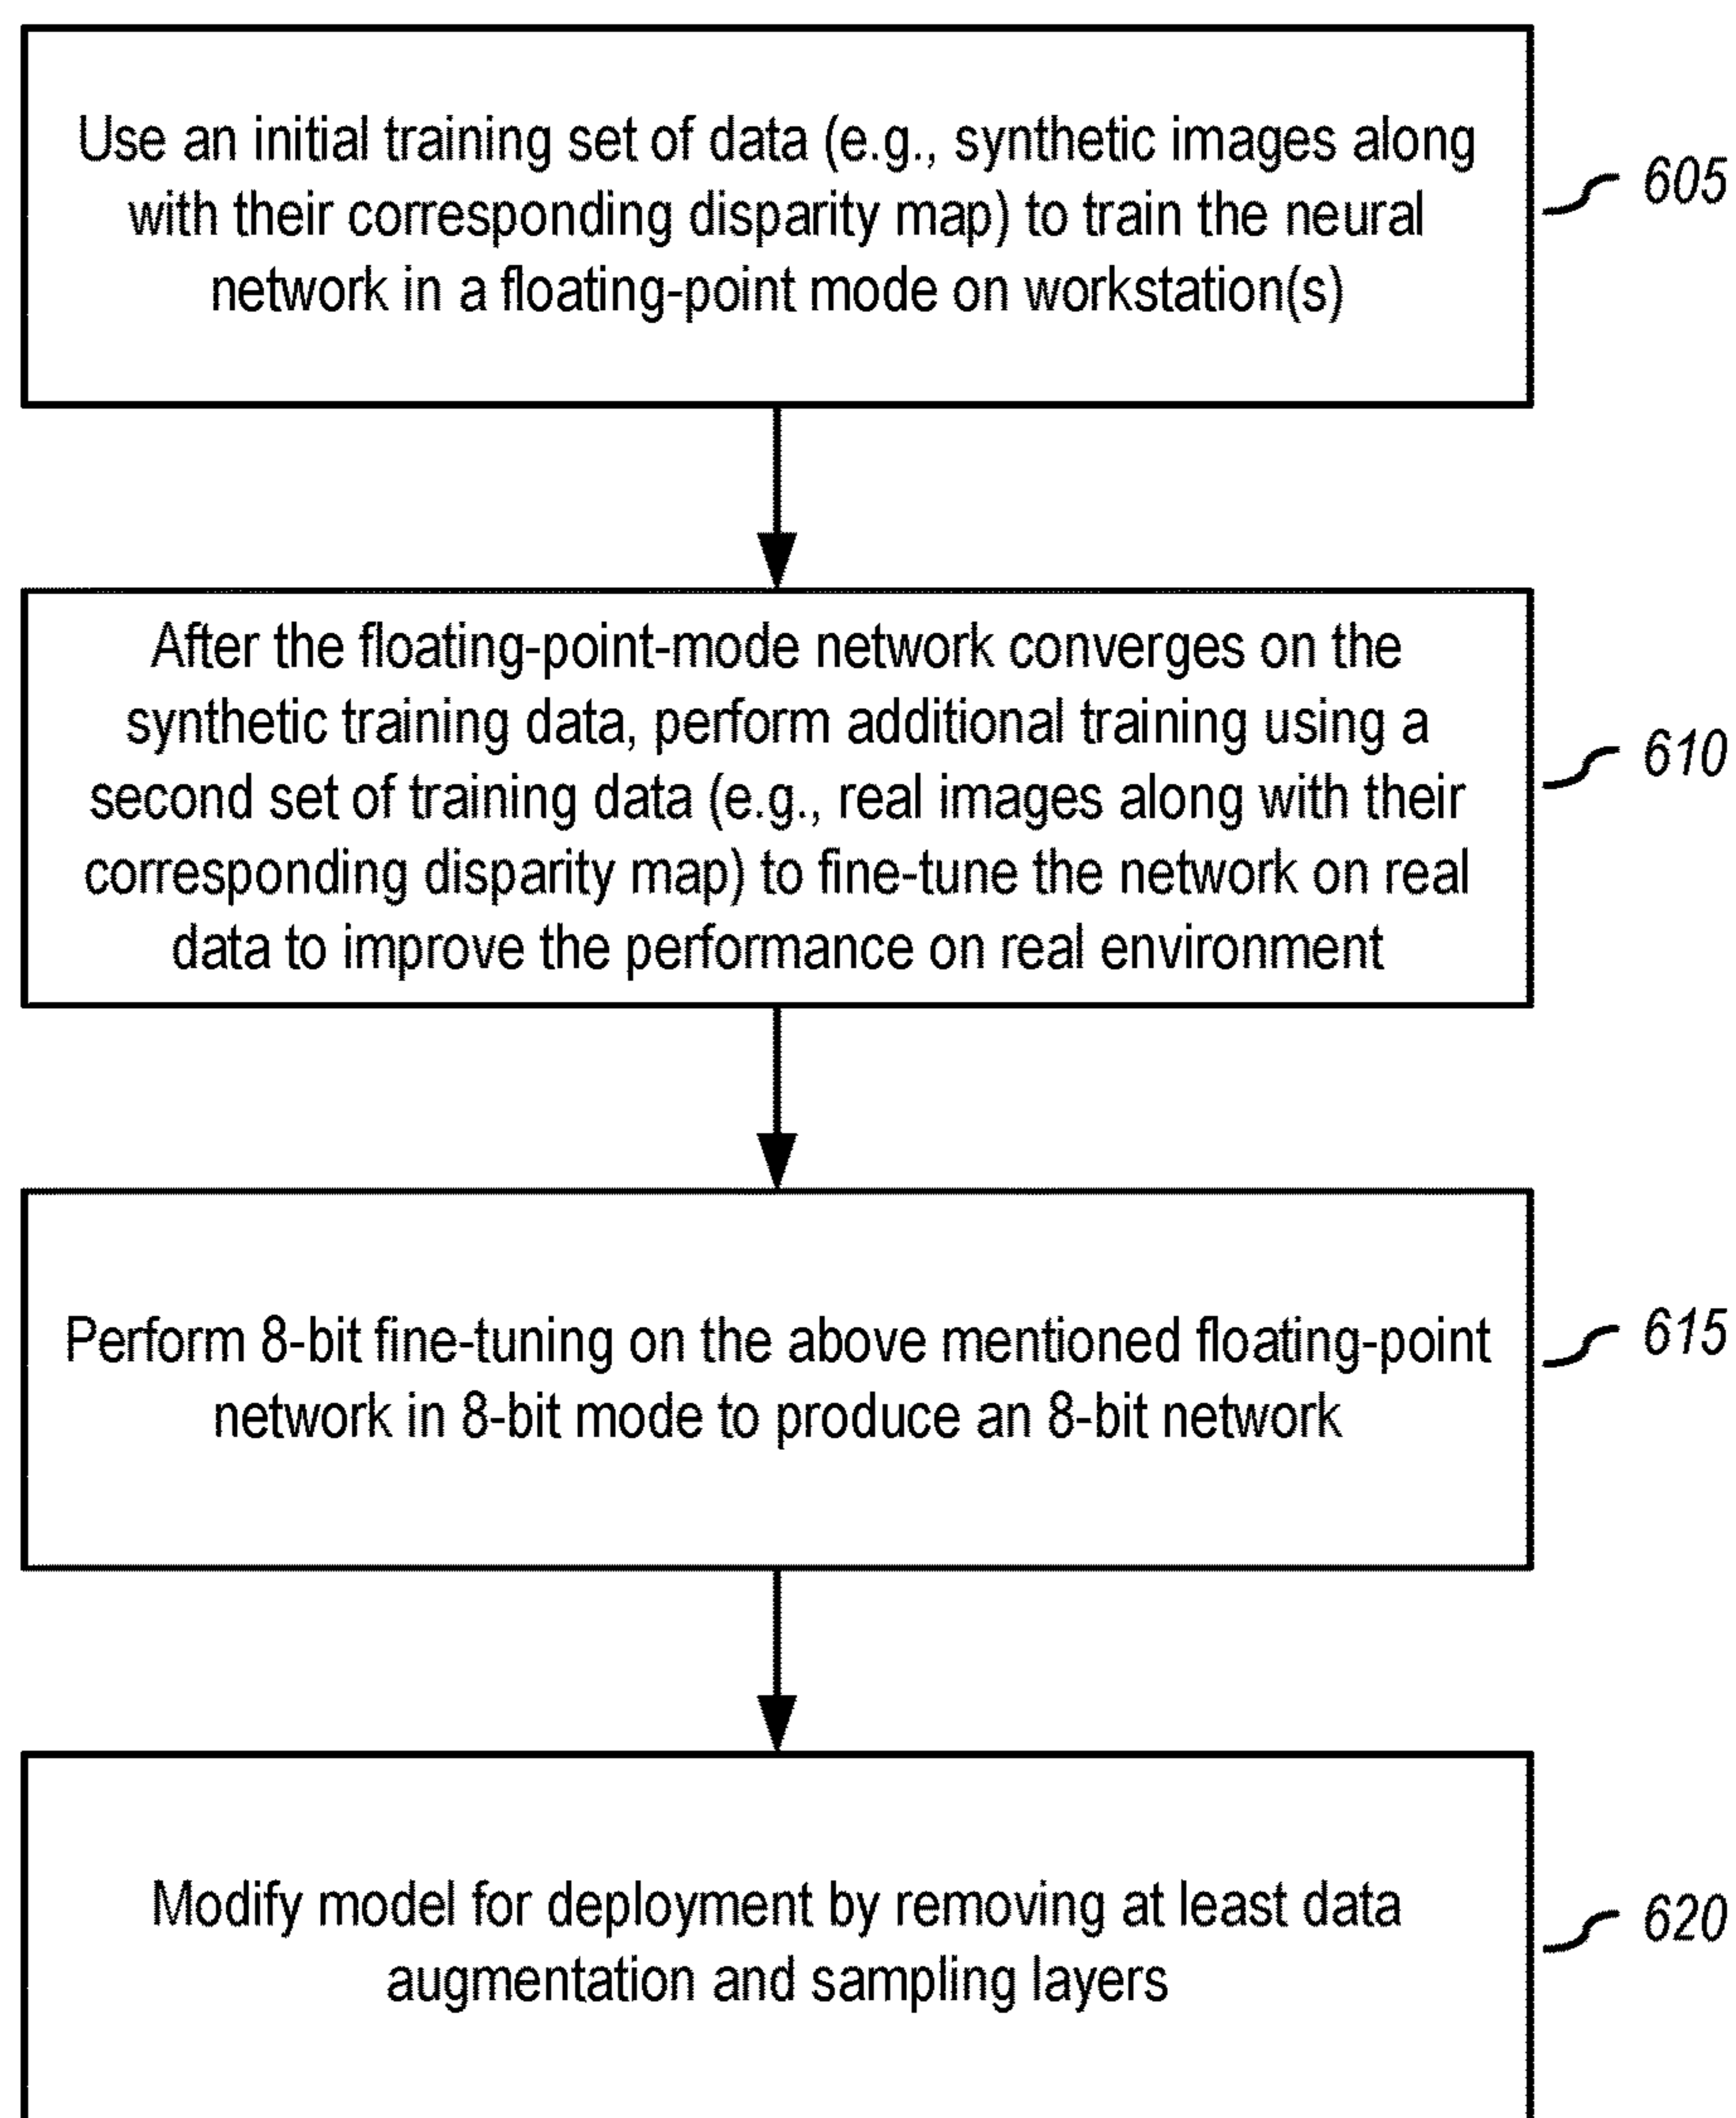 Use an initial training set of data (e.g., synthetic images along
with their corresponding disparity map) to train the neural
network in a floating-point mode on workstation(s)
605
After the floating-point-mode network converges on the
synthetic training data, perform additional training using a
second set of training data (e.g., real images along with their
corresponding disparity map) to fine-tune the network on real
data to improve the performance on real environment
610
Perform 8-bit fine-tuning on the above mentioned floating-point
network in 8-bit mode to produce an 8-bit network
615
Modify model for deployment by removing at least data
augmentation and sampling layers
620